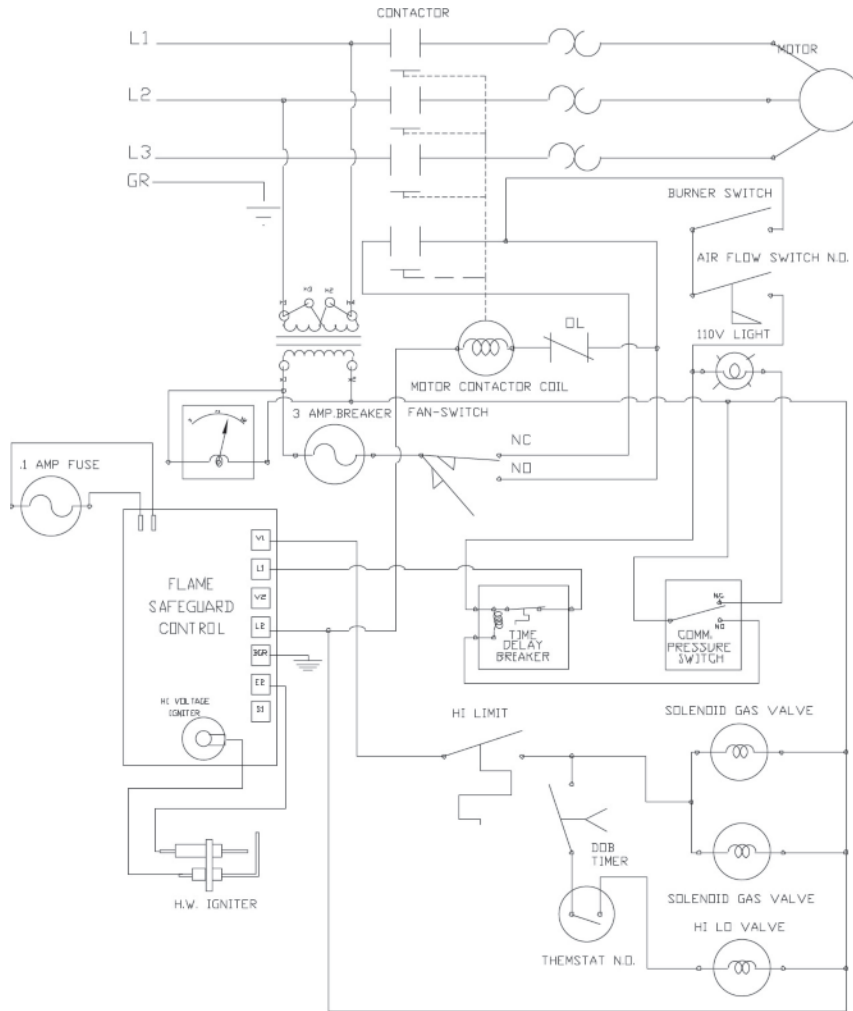 CONTACTOR
L1
MOTOR
L2
L3
GR
BURNER SWITCH
AIR FLOW SWITCH N.O.
110V LIGHT
OL
MOTOR CONTACTOR COIL
3 AMP.BREAKER
FAN-SWITCH
NC
NO
.1 AMP FUSE
V1
L1
V2
L2
E2
S1
FLAME
SAFEGUARD
CONTROL
HI VOLTAGE
IGNITER
TIME
DELAY
BREAKER
NC
NO
COMM.
PRESSURE
SWITCH
HI LIMIT
SOLENOID GAS VALVE
DOB
TIMER
SOLENOID GAS VALVE
HI LO VALVE
THEMSTAT N.O.
H.W. IGNITER